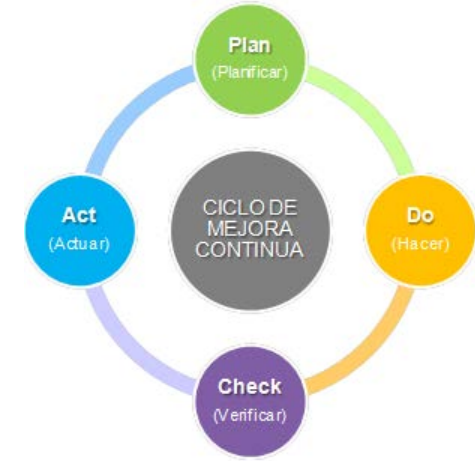 Plan
(Planificar)
Act
(Actuar)
CICLO DE
MEJORA
CONTINUA
Do
(Hacer)
Check
(Verificar)